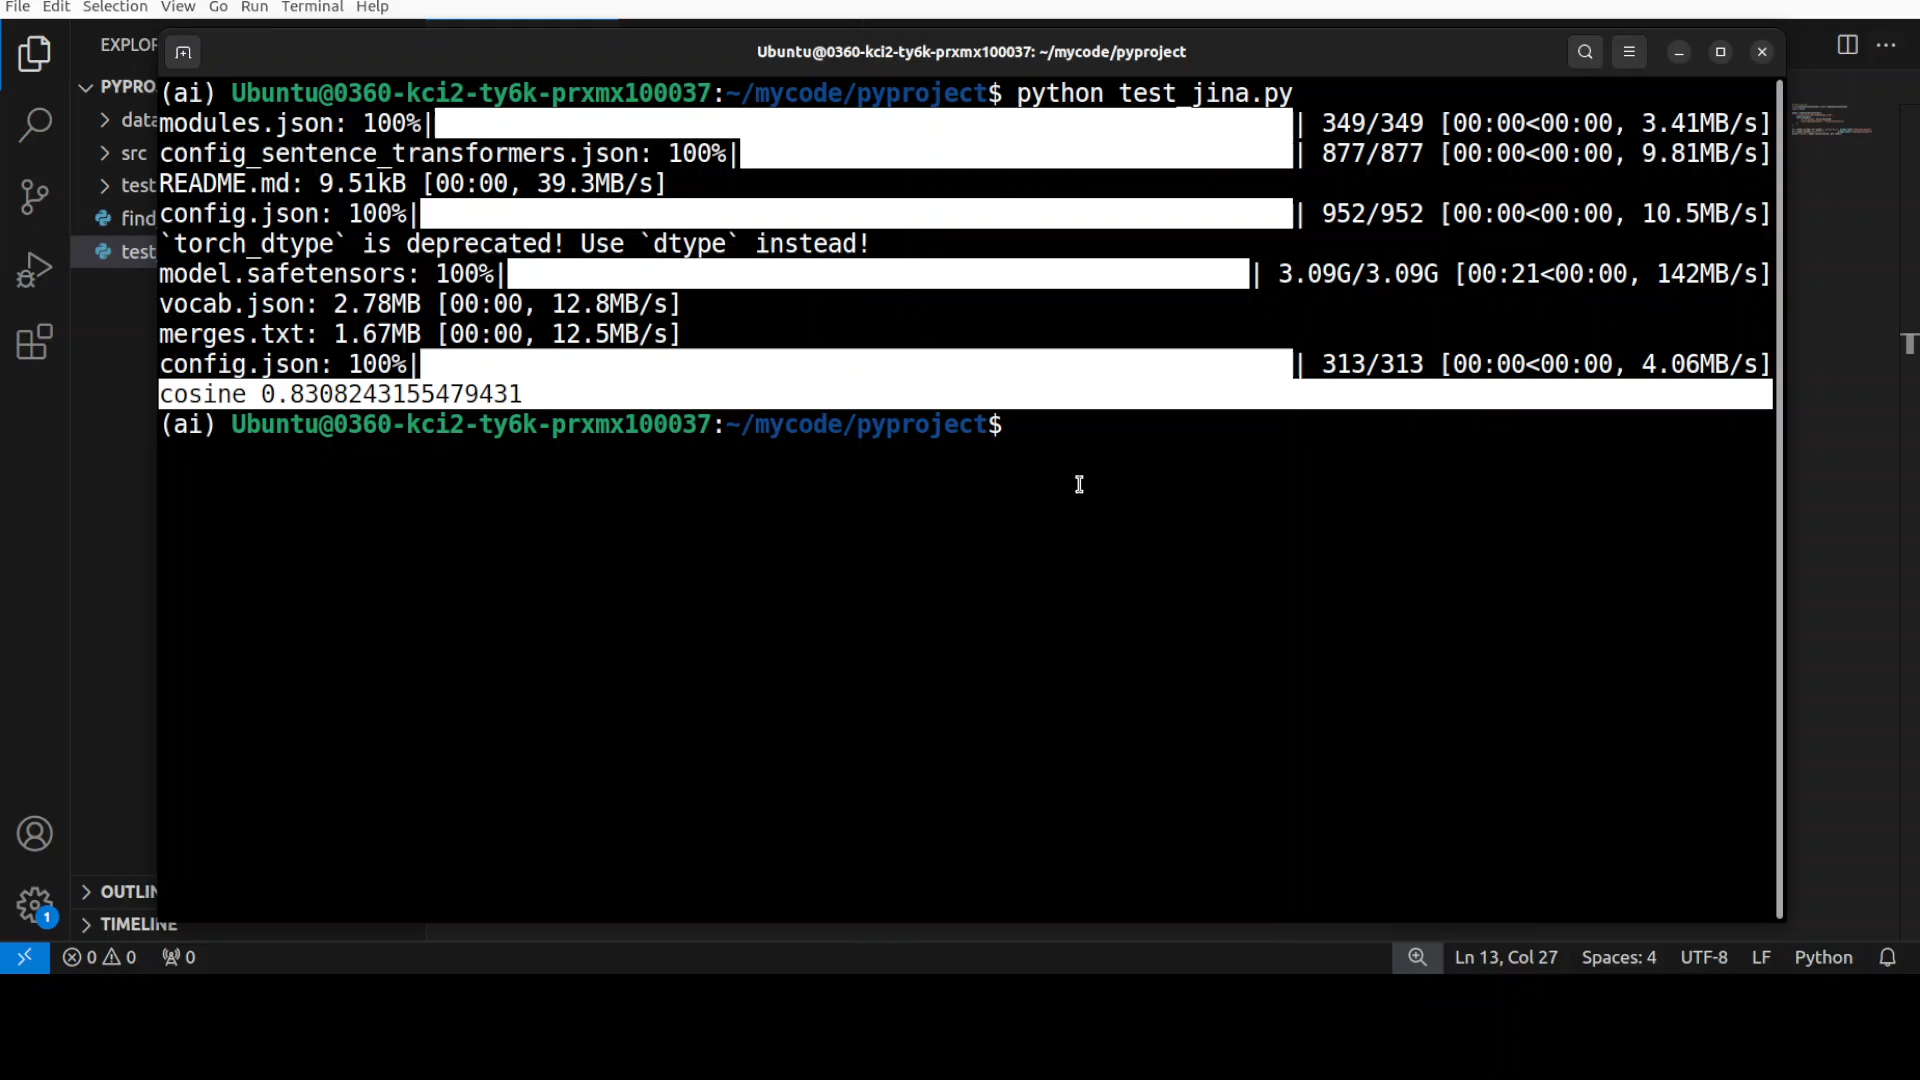 File Edit Selection View Go Run Terminal Help
EXPLOR
Ubuntu@0360-kci2-ty6k-prxmx100037: ~/mycode/pyproject
PYPRO
data
src
test
find
test
(ai) Ubuntu@0360-kci2-ty6k-prxmx100037:~/mycode/pyproject$ python test_jina.py
modules.json: 100%| | 349/349 [00:00<00:00, 3.41MB/s]
config_sentence_transformers.json: 100%| | 877/877 [00:00<00:00, 9.81MB/s]
README.md: 9.51kB [00:00, 39.3MB/s]
config.json: 100%| | 952/952 [00:00<00:00, 10.5MB/s]
`torch_dtype` is deprecated! Use `dtype` instead!
model.safetensors: 100%| | 3.09G/3.09G [00:21<00:00, 142MB/s]
vocab.json: 2.78MB [00:00, 12.8MB/s]
merges.txt: 1.67MB [00:00, 12.5MB/s]
config.json: 100%| | 313/313 [00:00<00:00, 4.06MB/s]
cosine 0.8308243155479431
(ai) Ubuntu@0360-kci2-ty6k-prxmx100037:~/mycode/pyproject$
OUTLIN
TIMELINE
1
0 0 0
Ln 13, Col 27 Spaces: 4 UTF-8 LF Python